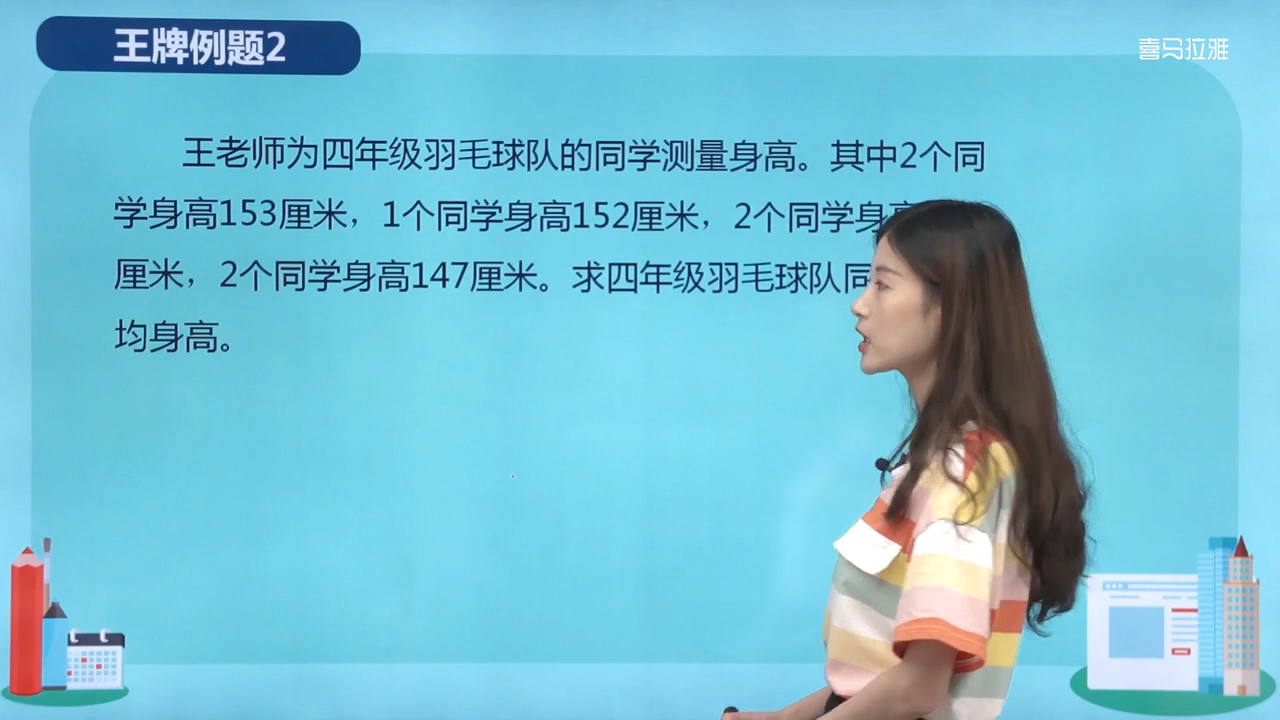 王牌例题2
喜马拉雅
王老师为四年级羽毛球队的同学测量身高。其中2个同
学身高153厘米，1个同学身高152厘米，2个同学身高
厘米，2个同学身高147厘米。求四年级羽毛球队同
均身高。